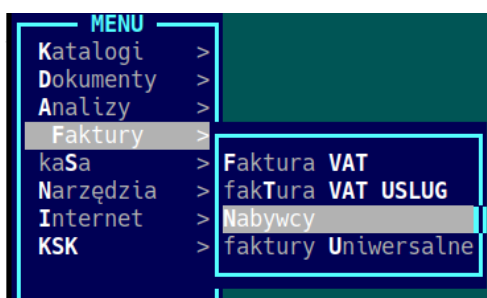 MENU
Katalogi >
Dokumenty >
Analizy >
Faktury >
kaSa >
Narzędzia >
Internet >
KSK >
Faktura VAT
fakTura VAT USLUG
Nabywcy
faktury Uniwersalne